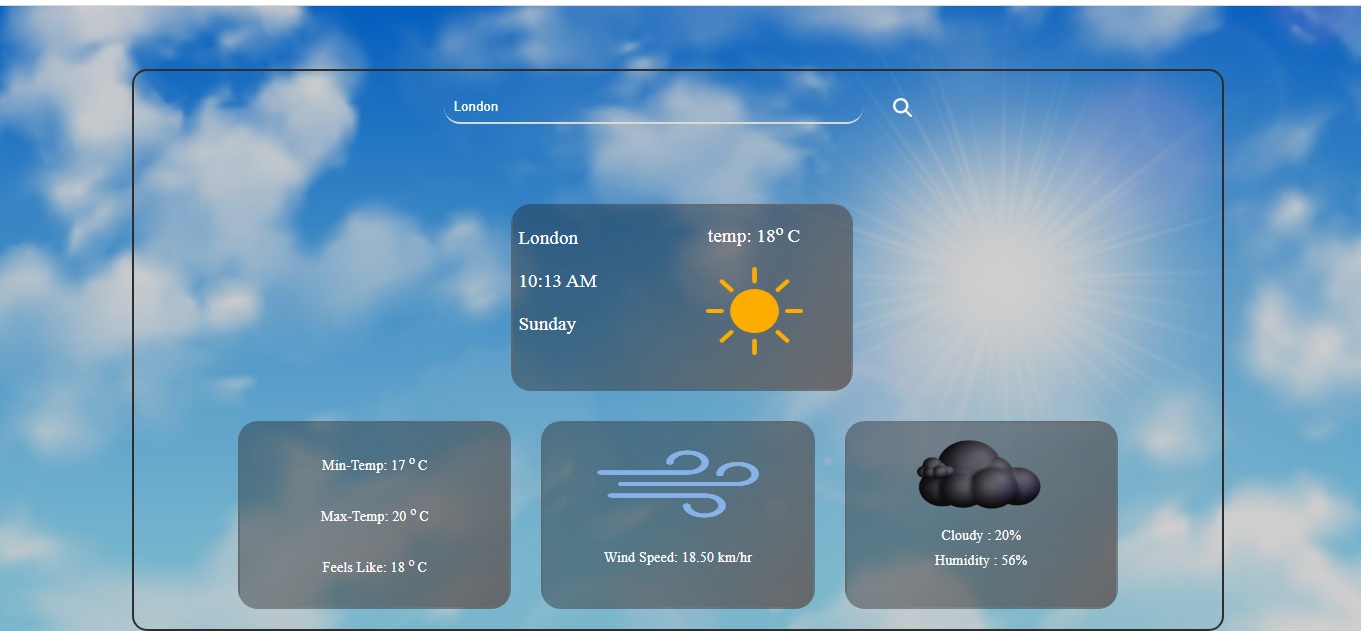 London
London
10:13 AM
Sunday
temp: 18º C
Min-Temp: 17 º C
Max-Temp: 20 º C
Feels Like: 18 º C
Wind Speed: 18.50 km/hr
Cloudy : 20%
Humidity : 56%